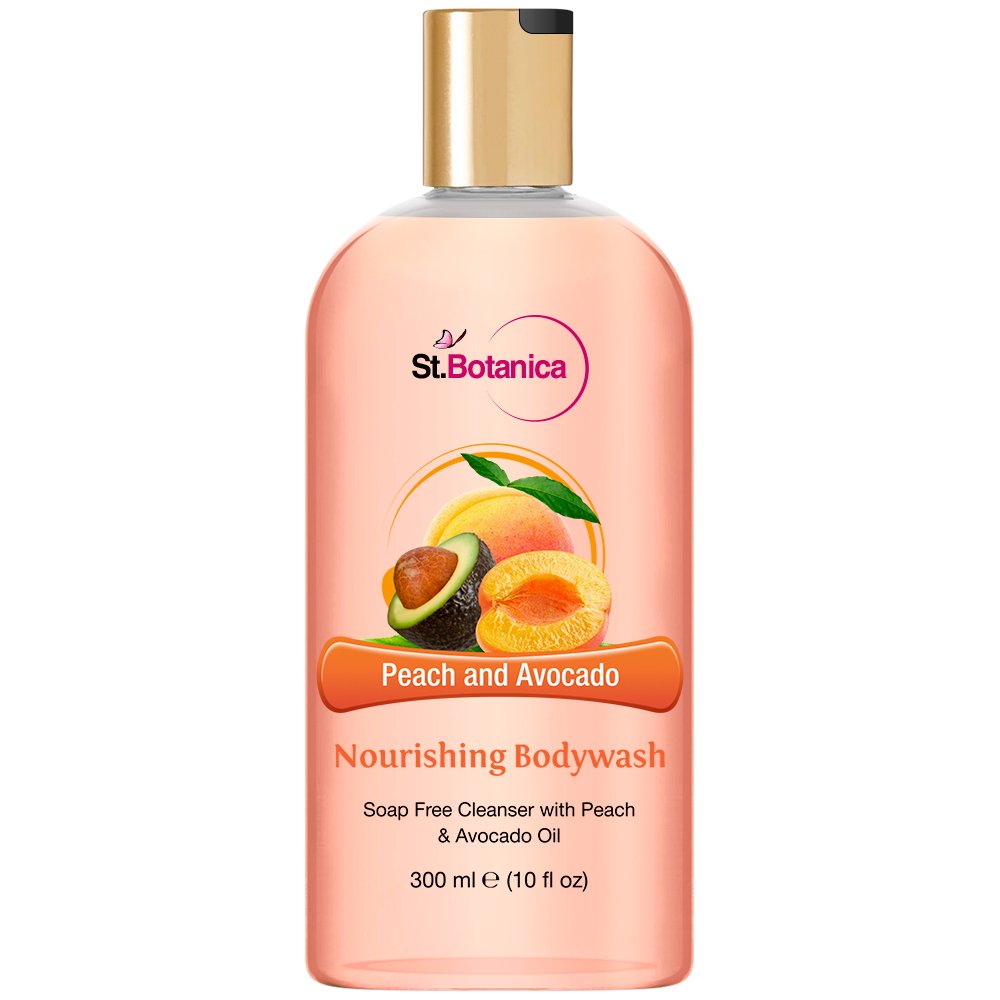 St.Botanica
Peach and Avocado
Nourishing Bodywash
Soap Free Cleanser with Peach
& Avocado Oil
300 ml ℮ (10 fl oz)